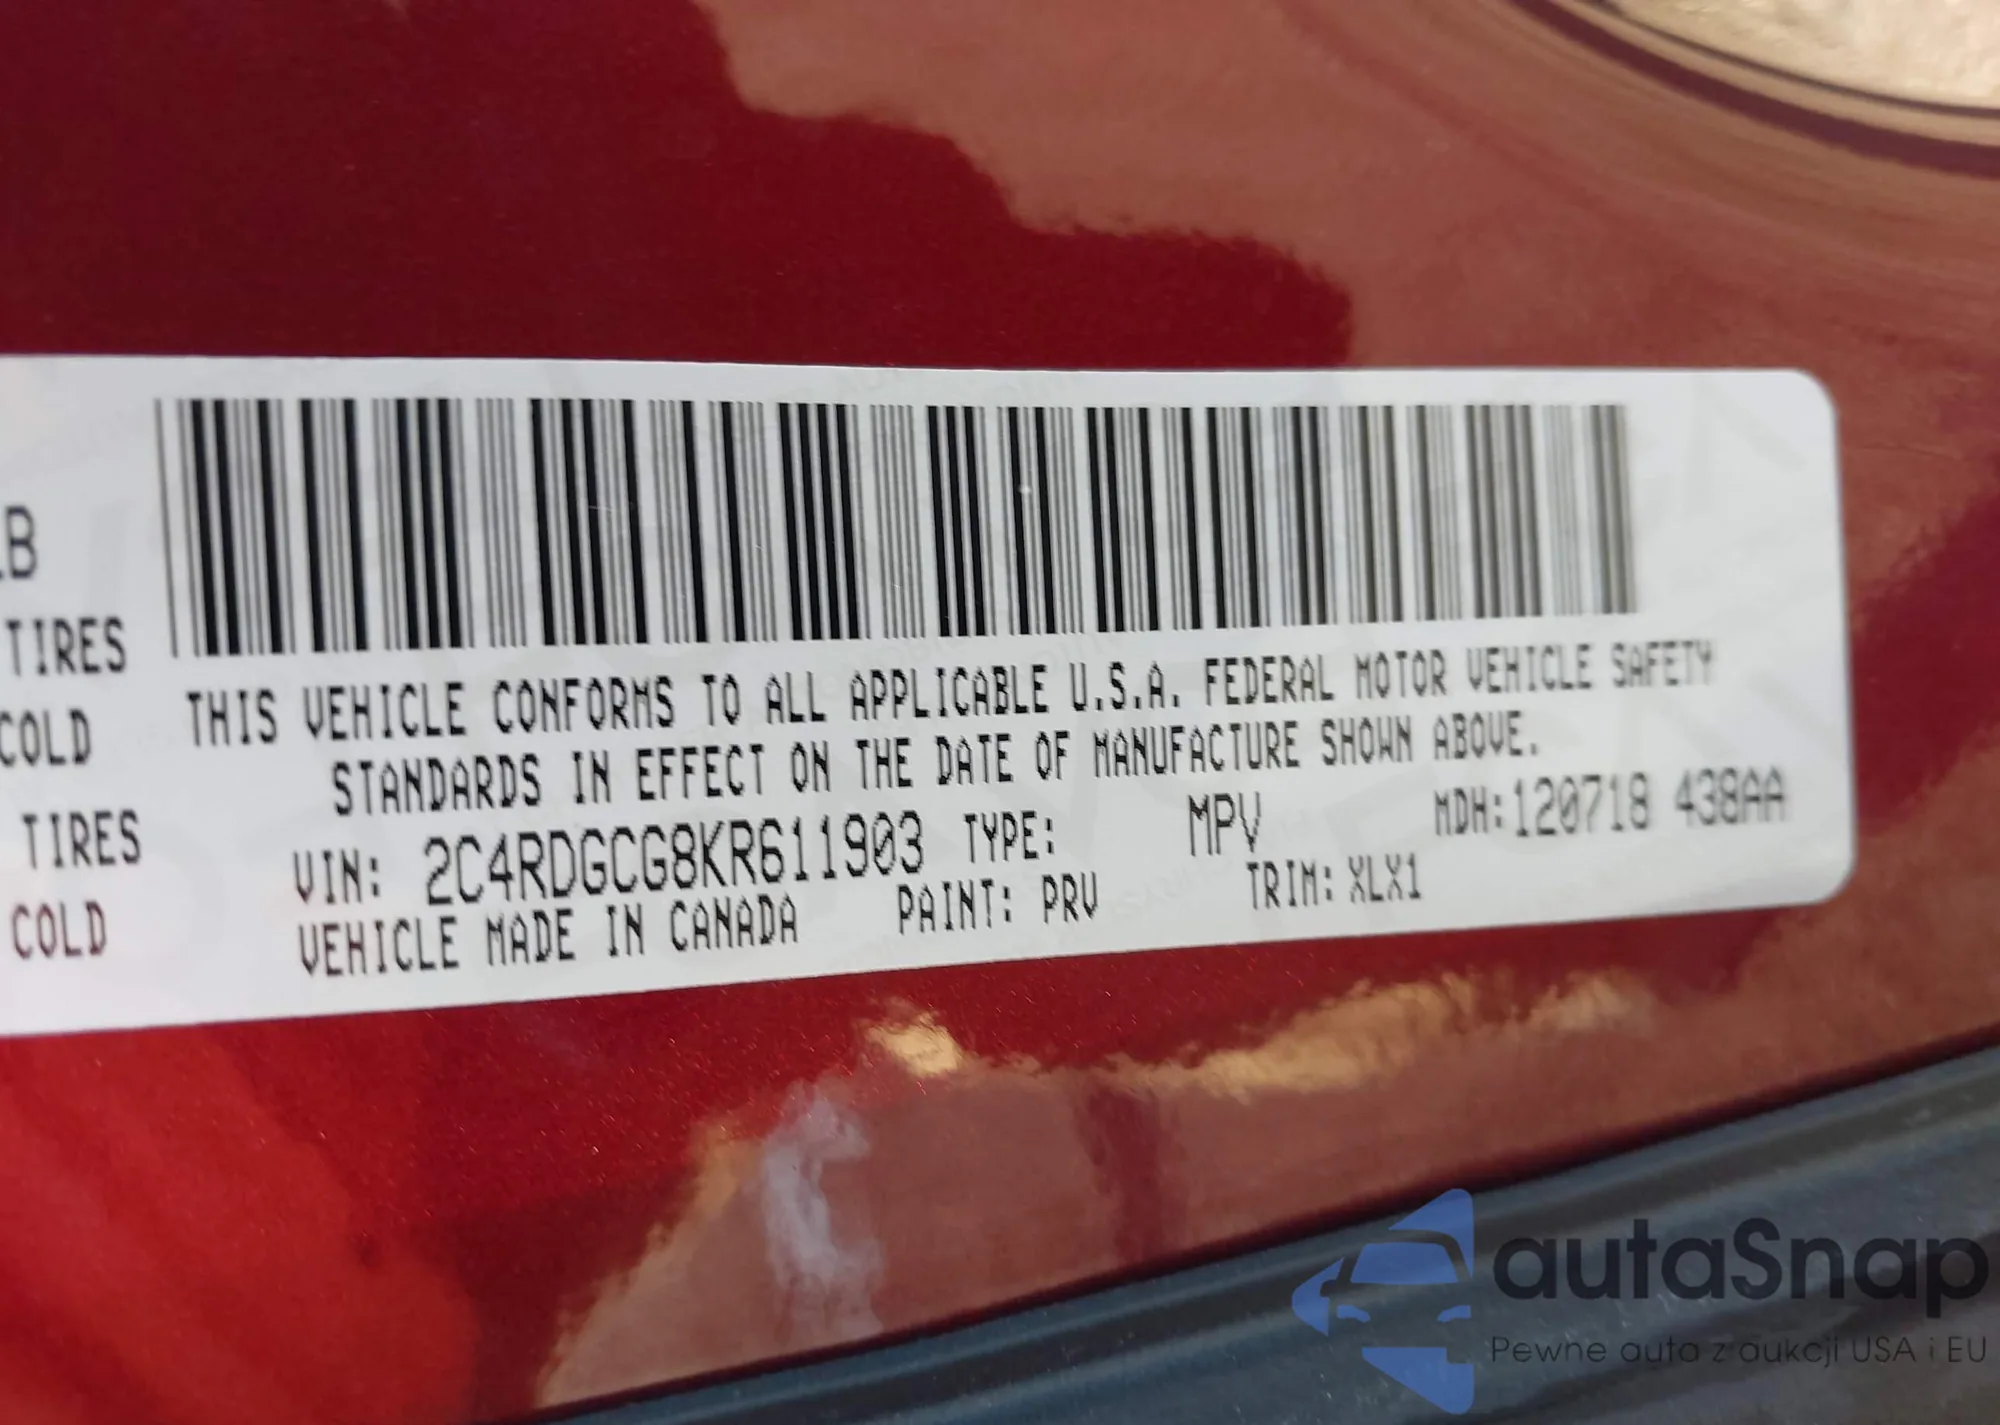 LB
TIRES
COLD
TIRES
COLD
THIS VEHICLE CONFORMS TO ALL APPLICABLE U.S.A. FEDERAL MOTOR VEHICLE SAFETY
STANDARDS IN EFFECT ON THE DATE OF MANUFACTURE SHOWN ABOVE.
VIN: 2C4RDGCG8KR611903 TYPE: MPV MDH:120718 438AA
VEHICLE MADE IN CANADA PAINT: PRV TRIM: XLX1
autaSnap
Pewne auta z aukcji USA i EU